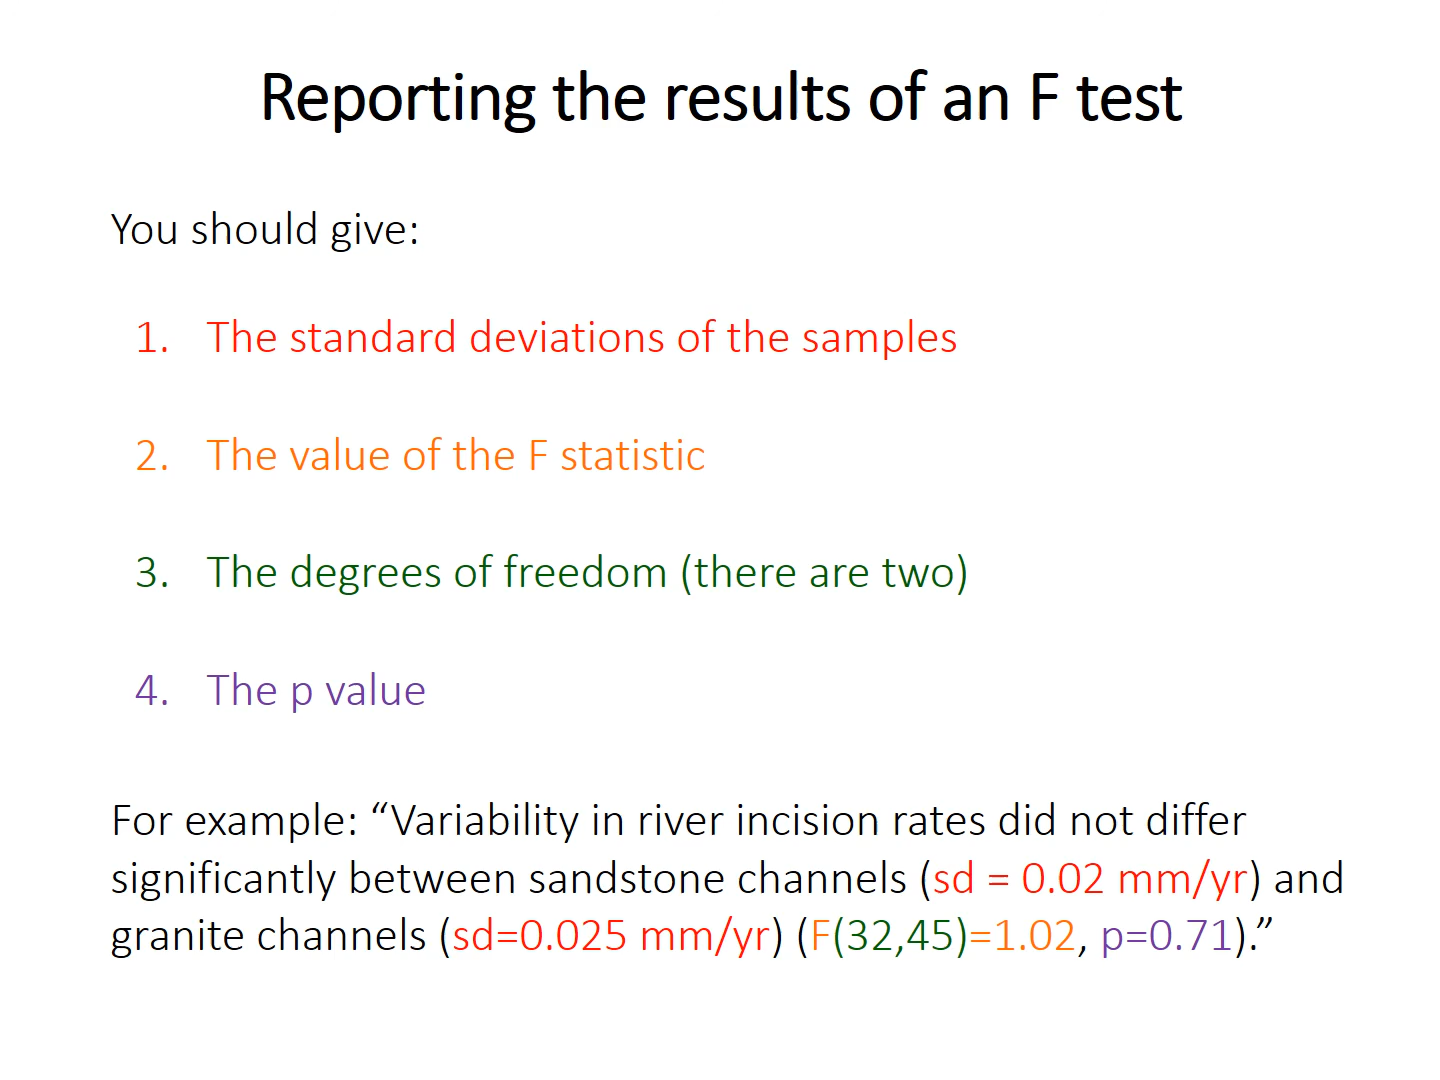 Reporting the results of an F test
You should give:
1. The standard deviations of the samples
2. The value of the F statistic
3. The degrees of freedom (there are two)
4. The p value
For example: “Variability in river incision rates did not differ
significantly between sandstone channels (sd = 0.02 mm/yr) and
granite channels (sd=0.025 mm/yr) (F(32,45)=1.02, p=0.71).”